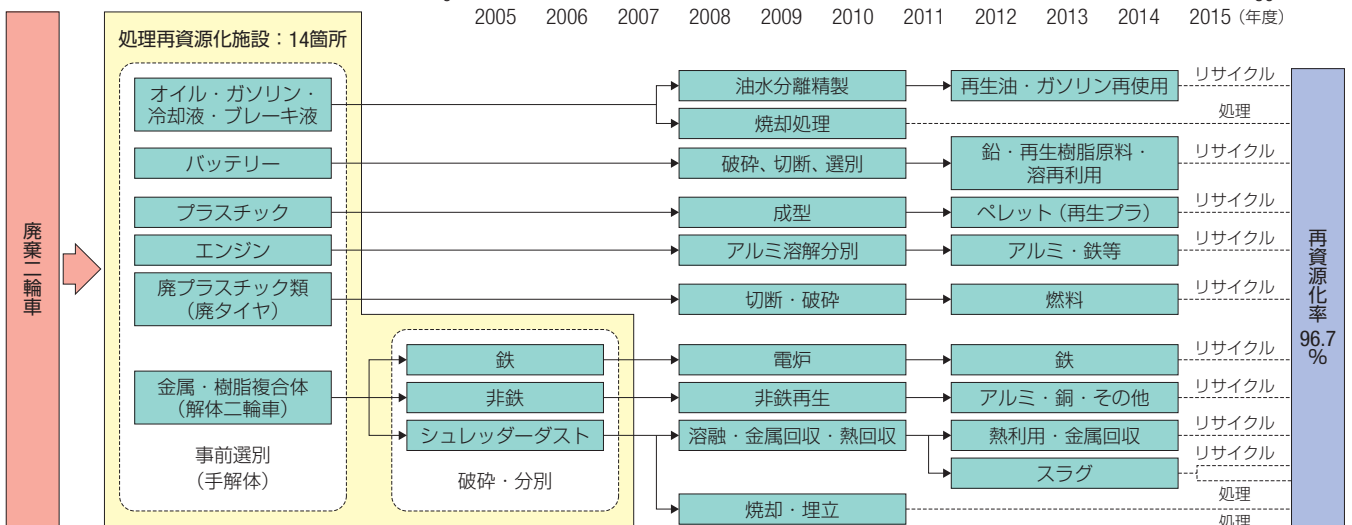 2005 2006 2007 2008 2009 2010 2011 2012 2013 2014 2015（年度）
処理再資源化施設：14箇所
廃棄二輪車
オイル・ガソリン・
冷却液・ブレーキ液
油水分離精製
再生油・ガソリン再使用
リサイクル
焼却処理
処理
バッテリー
破砕、切断、選別
鉛・再生樹脂原料・
溶再利用
リサイクル
プラスチック
成型
ペレット（再生プラ）
リサイクル
エンジン
アルミ溶解分別
アルミ・鉄等
リサイクル
廃プラスチック類
（廃タイヤ）
切断・破砕
燃料
リサイクル
金属・樹脂複合体
（解体二輪車）
鉄
電炉
鉄
リサイクル
非鉄
非鉄再生
アルミ・銅・その他
リサイクル
シュレッダーダスト
溶融・金属回収・熱回収
熱利用・金属回収
リサイクル
スラグ
リサイクル
処理
焼却・埋立
処理
事前選別
（手解体）
破砕・分別
再資源化率
96.7
％